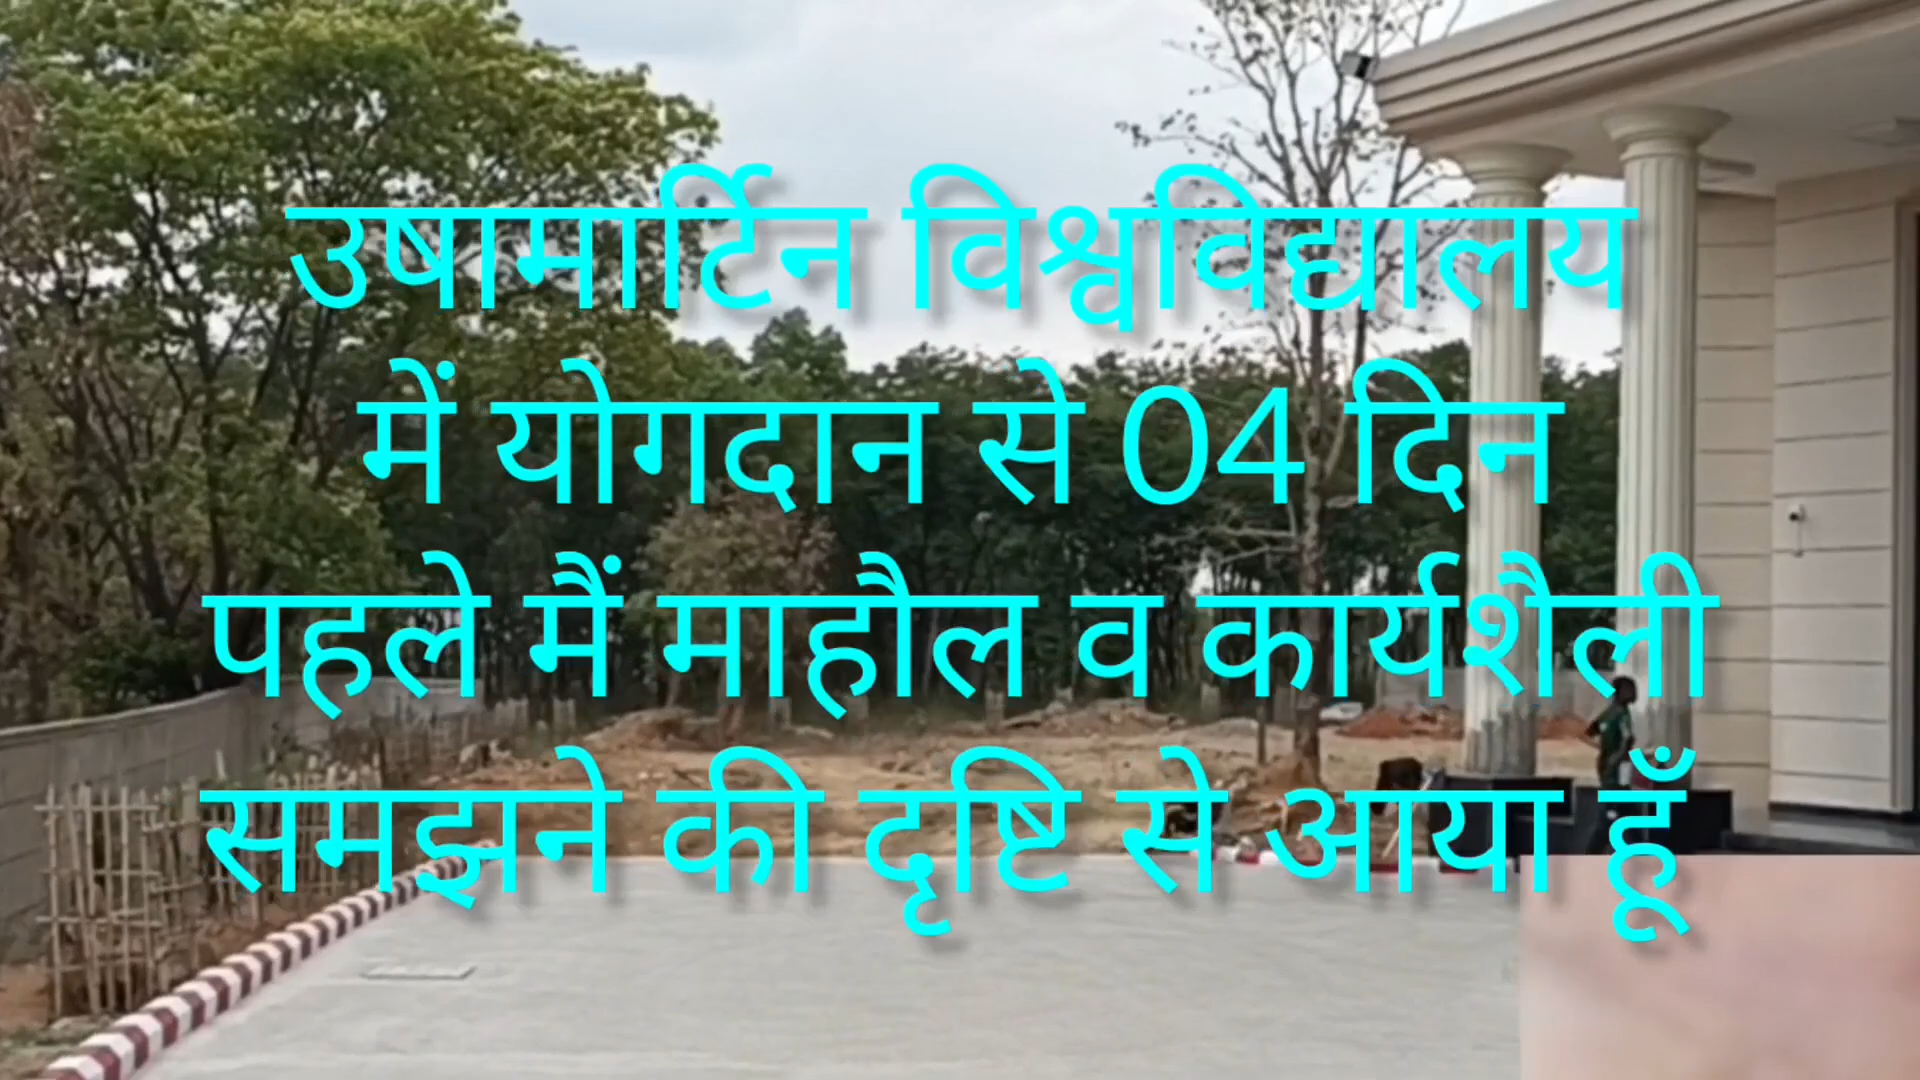 उषामार्टिन विश्वविद्यालय
में योगदान से 04 दिन
पहले मैं माहौल व कार्यशैली
समझने की दृष्टि से आया हूँ